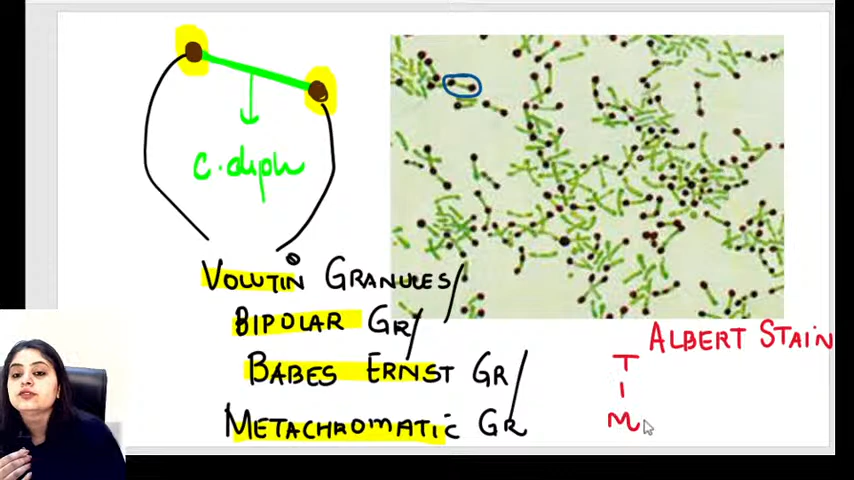 C. diph
VOLUTIN GRANULES/
BIPOLAR GR/
BABES ERNST GR/
METACHROMATIC GR
ALBERT STAIN
T
I
M